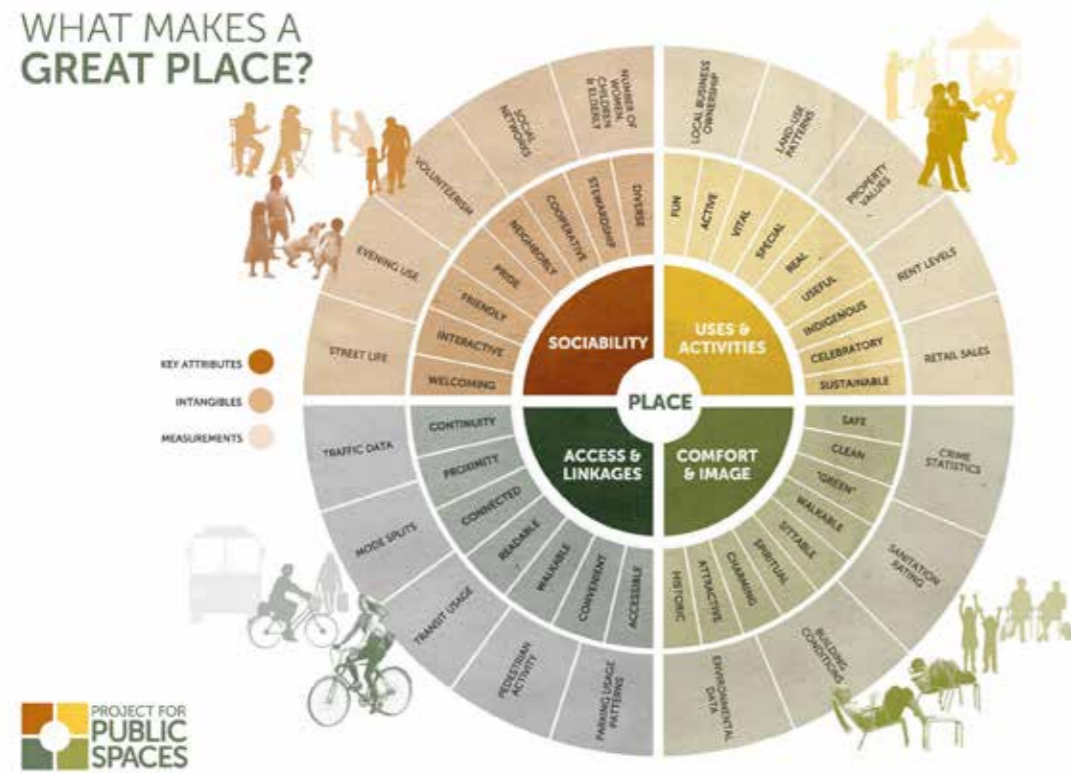 WHAT MAKES A
GREAT PLACE?
KEY ATTRIBUTES
INTANGIBLES
MEASUREMENTS
PLACE
SOCIABILITY
USES &
ACTIVITIES
ACCESS &
LINKAGES
COMFORT
& IMAGE
STREET LIFE
EVENING USE
VOLUNTEERISM
SOCIAL
NETWORKS
NUMBER OF
WOMEN,
CHILDREN
& ELDERLY
WELCOMING
INTERACTIVE
FRIENDLY
PRIDE
NEIGHBORLY
COOPERATIVE
STEWARDSHIP
DIVERSE
LOCAL BUSINESS
OWNERSHIP
LAND-USE
PATTERNS
PROPERTY
VALUES
RENT LEVELS
RETAIL SALES
FUN
ACTIVE
VITAL
SPECIAL
REAL
USEFUL
INDIGENOUS
CELEBRATORY
SUSTAINABLE
SAFE
CLEAN
"GREEN"
WALKABLE
SITTABLE
SPIRITUAL
CHARMING
ATTRACTIVE
HISTORIC
CRIME
STATISTICS
SANITATION
RATING
BUILDING
CONDITIONS
ENVIRONMENTAL
DATA
CONTINUITY
PROXIMITY
CONNECTED
READABLE
WALKABLE
CONVENIENT
ACCESSIBLE
TRAFFIC DATA
MODE SPLITS
TRANSIT USAGE
PEDESTRIAN
ACTIVITY
PARKING USAGE
PATTERNS
PROJECT FOR
PUBLIC
SPACES